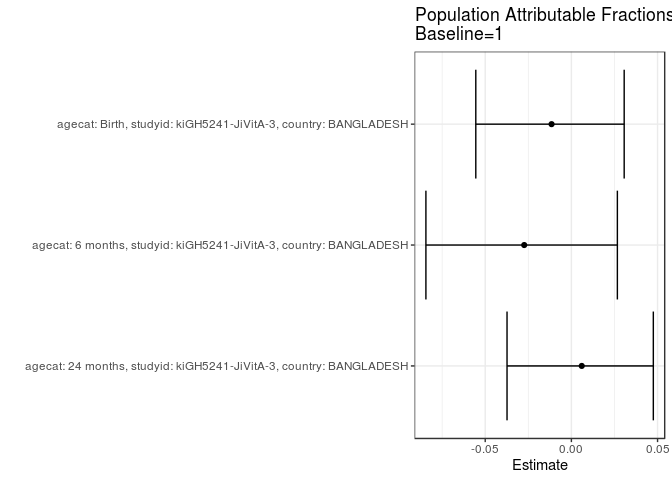 Population Attributable Fractions
Baseline=1
agecat: Birth, studyid: kiGH5241-JiVitA-3, country: BANGLADESH
agecat: 6 months, studyid: kiGH5241-JiVitA-3, country: BANGLADESH
agecat: 24 months, studyid: kiGH5241-JiVitA-3, country: BANGLADESH
-0.05 0.00 0.05
Estimate